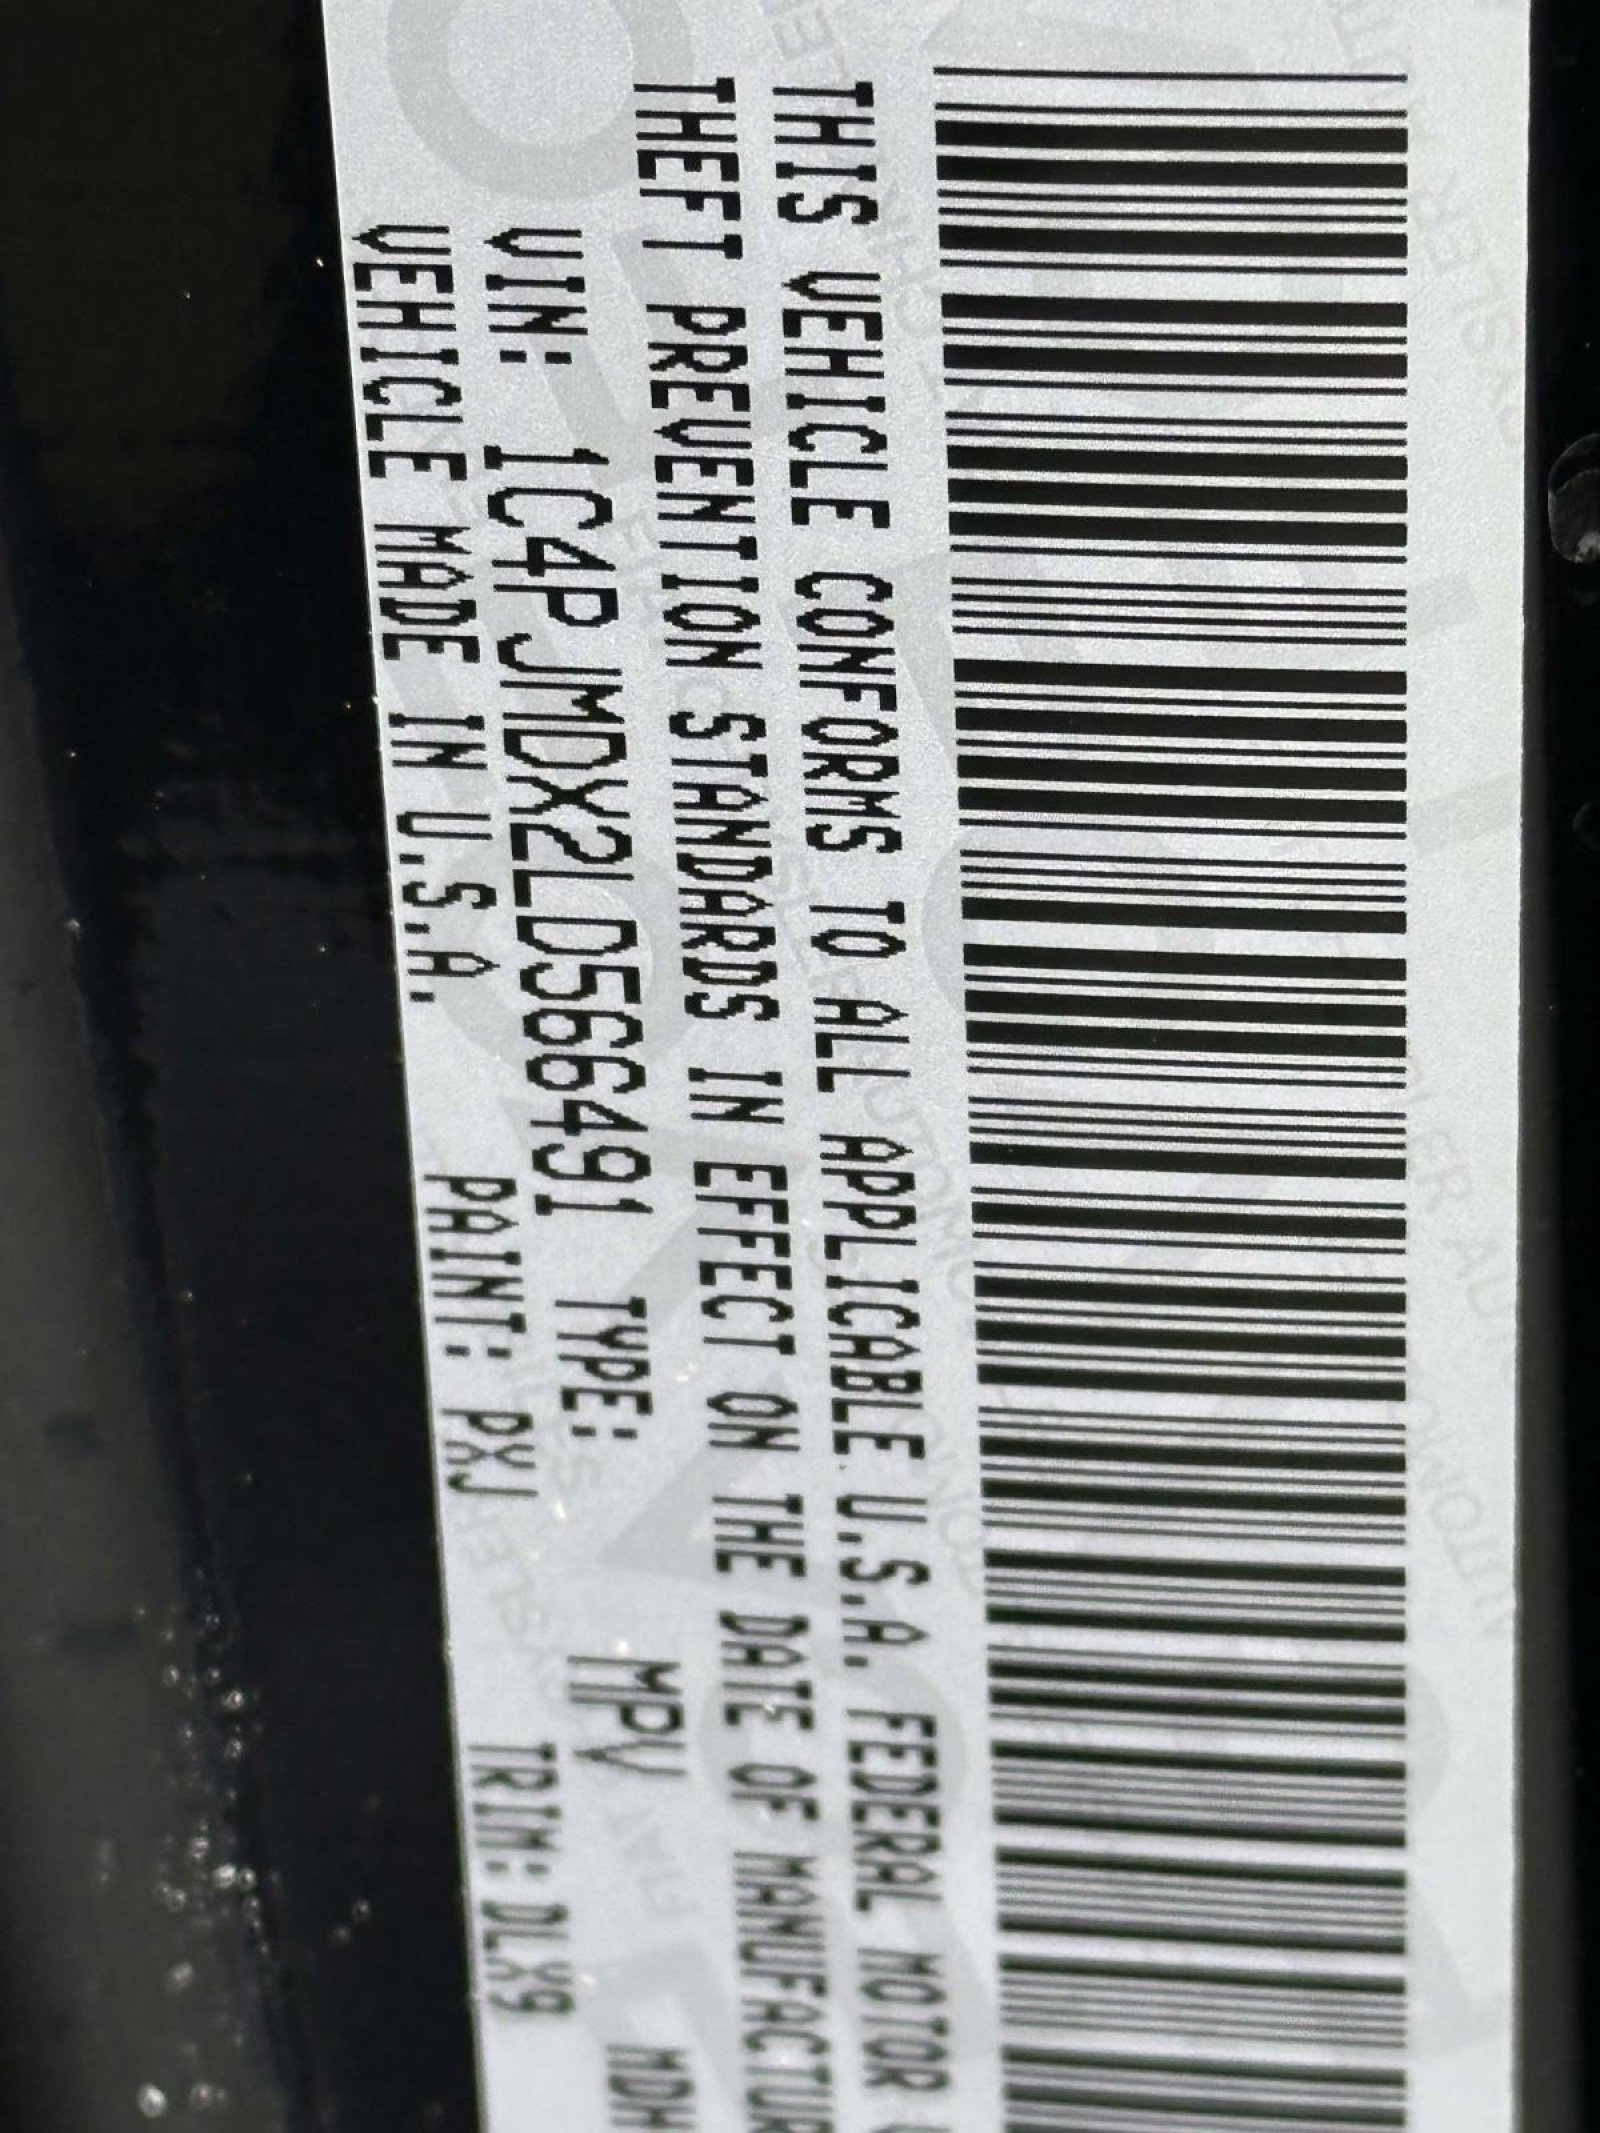 THIS VEHICLE CONFORMS TO ALL APPLICABLE U.S.A. FEDERAL MOTOR
THEFT PREVENTION STANDARDS IN EFFECT ON THE DATE OF MANUFACTUR
VIN: 1C4PJMDX2LD566491 TYPE: MPV MDH
VEHICLE MADE IN U.S.A. PAINT: PXJ TRIM: DLX9